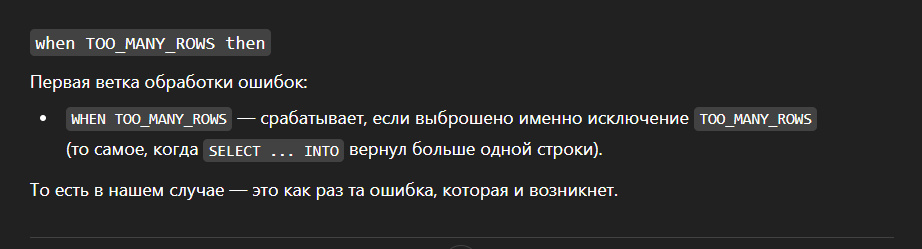 when TOO_MANY_ROWS then
Первая ветка обработки ошибок:
• WHEN TOO_MANY_ROWS — срабатывает, если выброшено именно исключение TOO_MANY_ROWS
(то самое, когда SELECT ... INTO вернул больше одной строки).
То есть в нашем случае — это как раз та ошибка, которая и возникнет.